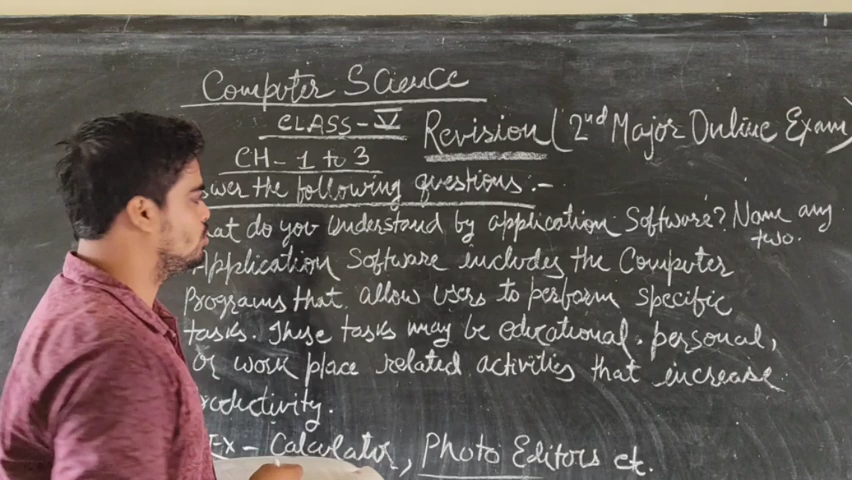 Computer Science
CLASS - V Revision (2nd Major Online Exam)
CH - 1 to 3
the following questions :-
do you understand by application Software? Name any two.
Application Software includes the Computer
Programs that allow users to perform specific
tasks. These tasks may be educational, personal,
or work place related activities that increase
productivity.
Ex - Calculator, Photo Editors etc.